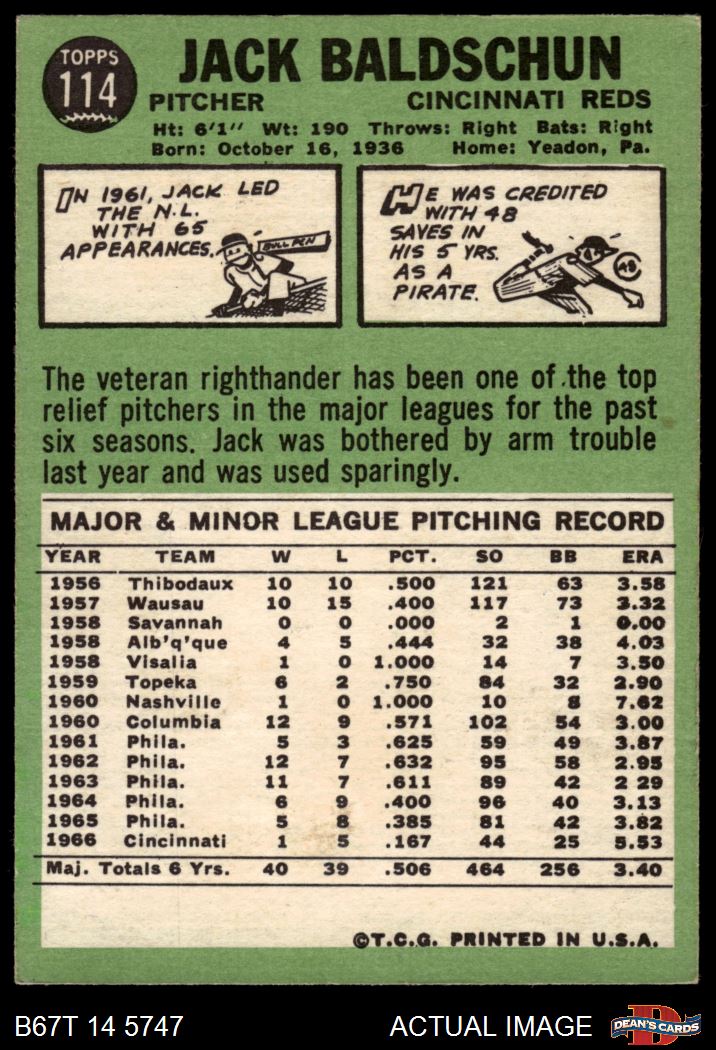 TOPPS
114
JACK BALDSCHUN
PITCHER CINCINNATI REDS
Ht: 6'1" Wt: 190 Throws: Right Bats: Right
Born: October 16, 1936 Home: Yeadon, Pa.
IN 1961, JACK LED
THE N.L.
WITH 65
APPEARANCES.
BULL PEN
HE WAS CREDITED
WITH 48
SAVES IN
HIS 5 YRS.
AS A
PIRATE.
48
The veteran righthander has been one of the top
relief pitchers in the major leagues for the past
six seasons. Jack was bothered by arm trouble
last year and was used sparingly.
MAJOR & MINOR LEAGUE PITCHING RECORD
YEAR TEAM W L PCT. SO BB ERA
1956 Thibodaux 10 10 .500 121 63 3.58
1957 Wausau 10 15 .400 117 73 3.32
1958 Savannah 0 0 .000 2 1 0.00
1958 Alb'q'que 4 5 .444 32 38 4.03
1958 Visalia 1 0 1.000 14 7 3.50
1959 Topeka 6 2 .750 84 32 2.90
1960 Nashville 1 0 1.000 10 8 7.62
1960 Columbia 12 9 .571 102 54 3.00
1961 Phila. 5 3 .625 59 49 3.87
1962 Phila. 12 7 .632 95 58 2.95
1963 Phila. 11 7 .611 89 42 2 29
1964 Phila. 6 9 .400 96 40 3.13
1965 Phila. 5 8 .385 81 42 3.82
1966 Cincinnati 1 5 .167 44 25 5.53
Maj. Totals 6 Yrs. 40 39 .506 464 256 3.40
©T.C.G. PRINTED IN U.S.A.
B67T 14 5747 ACTUAL IMAGE DEAN'S CARDS